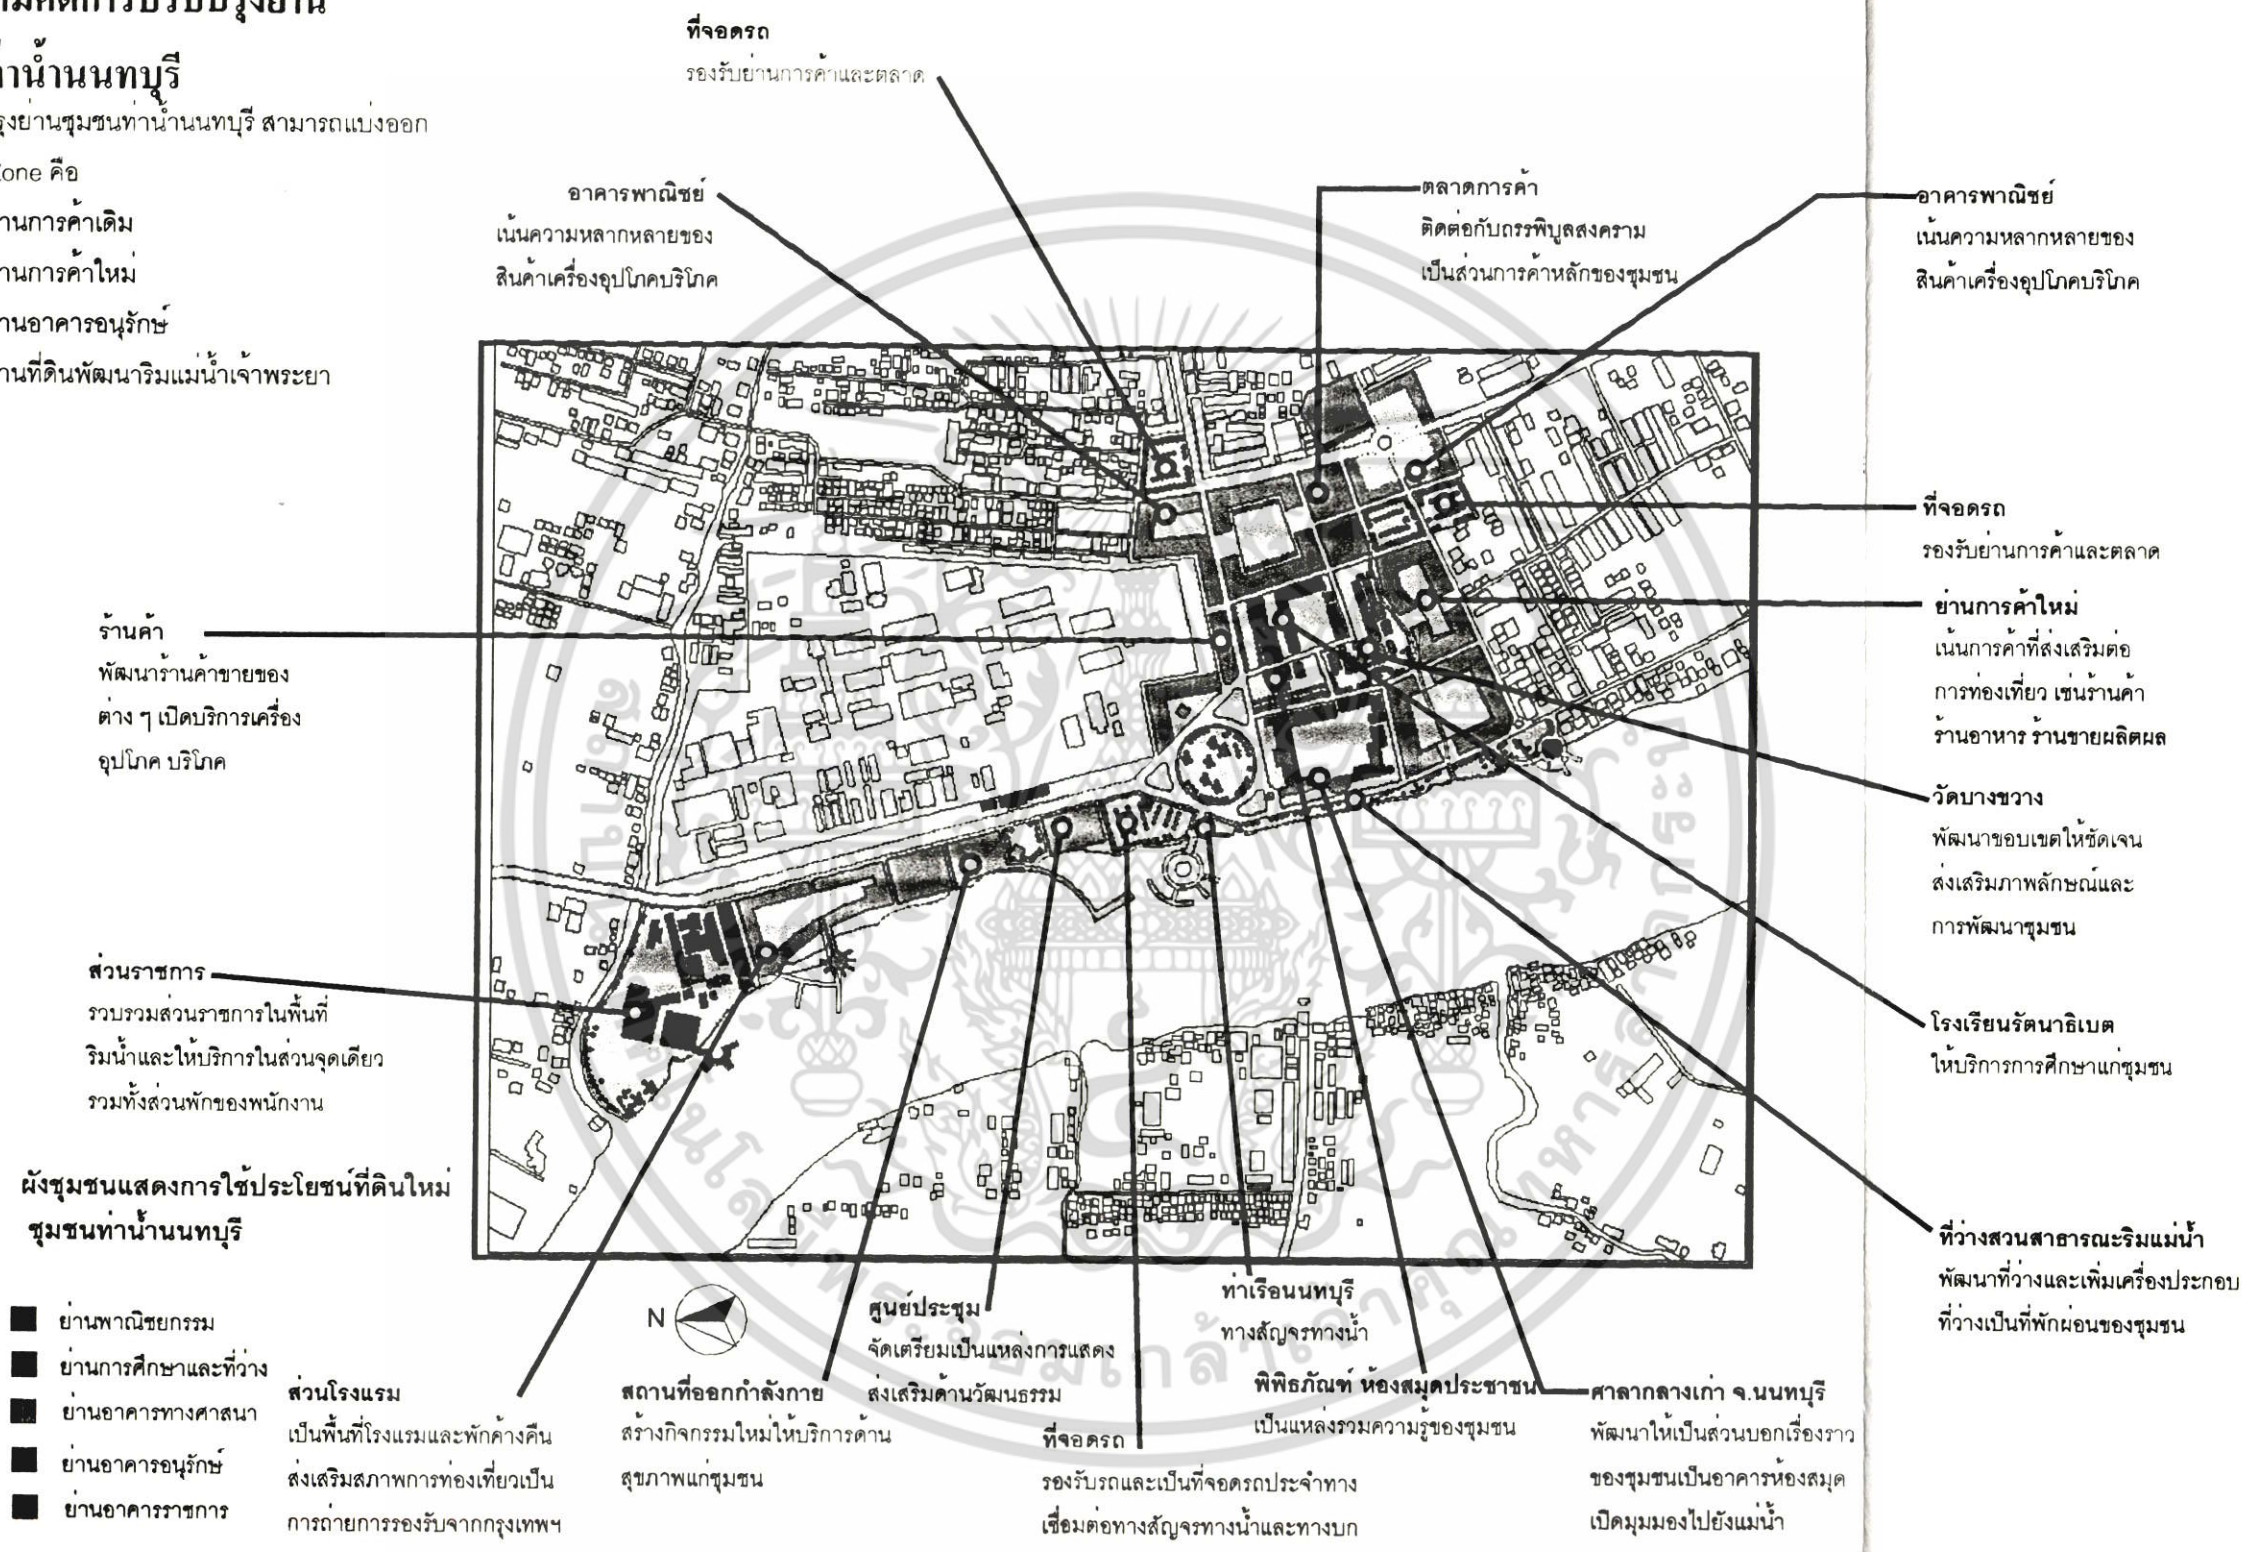 ท่าน้ำนนทบุรี
ย่านชุมชนท่าน้ำนนทบุรี สามารถแบ่งออก
คือ
การค้าเดิม
การค้าใหม่
อาคารอนุรักษ์
ที่ดินพัฒนาริมแม่น้ำเจ้าพระยา
ที่จอดรถ
รองรับย่านการค้าและตลาด
อาคารพาณิชย์
เน้นความหลากหลายของ
สินค้าเครื่องอุปโภคบริโภค
ตลาดการค้า
ติดต่อกับถรรพิบูลสงคราม
เป็นส่วนการค้าหลักของชุมชน
อาคารพาณิชย์
เน้นความหลากหลายของ
สินค้าเครื่องอุปโภคบริโภค
ที่จอดรถ
รองรับย่านการค้าและตลาด
ย่านการค้าใหม่
เน้นการค้าที่ส่งเสริมต่อ
การท่องเที่ยว เช่นร้านค้า
ร้านอาหาร ร้านขายผลิตผล
วัดบางขวาง
พัฒนาขอบเขตให้ชัดเจน
ส่งเสริมภาพลักษณ์และ
การพัฒนาชุมชน
โรงเรียนรัตนาธิเบต
ให้บริการการศึกษาแก่ชุมชน
ที่ว่างสวนสาธารณะริมแม่น้ำ
พัฒนาที่ว่างและเพิ่มเครื่องประกอบ
ที่ว่างเป็นที่พักผ่อนของชุมชน
ร้านค้า
พัฒนาร้านค้าขายของ
ต่าง ๆ เปิดบริการเครื่อง
อุปโภค บริโภค
ส่วนราชการ
รวบรวมส่วนราชการในพื้นที่
ริมน้ำและให้บริการในส่วนจุดเดียว
รวมทั้งส่วนพักของพนักงาน
ผังชุมชนแสดงการใช้ประโยชน์ที่ดินใหม่
ชุมชนท่าน้ำนนทบุรี
ย่านพาณิชยกรรม
ย่านการศึกษาและที่ว่าง
ย่านอาคารทางศาสนา
ย่านอาคารอนุรักษ์
ย่านอาคารราชการ
ส่วนโรงแรม
เป็นพื้นที่โรงแรมและพักค้างคืน
ส่งเสริมสภาพการท่องเที่ยวเป็น
การถ่ายการรองรับจากกรุงเทพฯ
N
สถานที่ออกกำลังกาย
สร้างกิจกรรมใหม่ให้บริการด้าน
สุขภาพแก่ชุมชน
ศูนย์ประชุม
จัดเตรียมเป็นแหล่งการแสดง
ส่งเสริมด้านวัฒนธรรม
ที่จอดรถ
รองรับรถและเป็นที่จอดรถประจำทาง
เชื่อมต่อทางสัญจรทางน้ำและทางบก
ท่าเรือนนทบุรี
ทางสัญจรทางน้ำ
พิพิธภัณฑ์ ห้องสมุดประชาชน
เป็นแหล่งรวมความรู้ของชุมชน
ศาลากลางเก่า จ.นนทบุรี
พัฒนาให้เป็นส่วนบอกเรื่องราว
ของชุมชนเป็นอาคารห้องสมุด
เปิดมุมมองไปยังแม่น้ำ